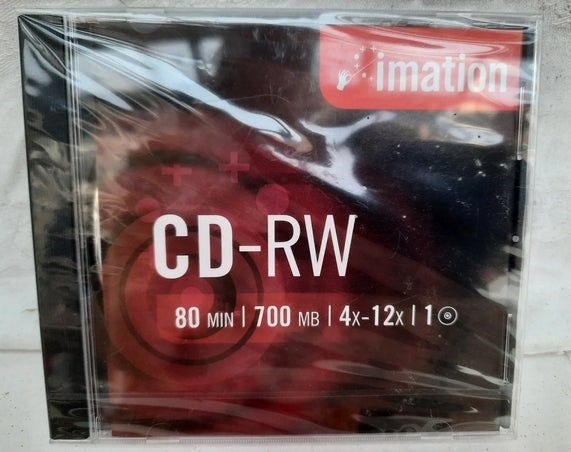 imation
CD-RW
80 MIN | 700 MB | 4X-12X | 1